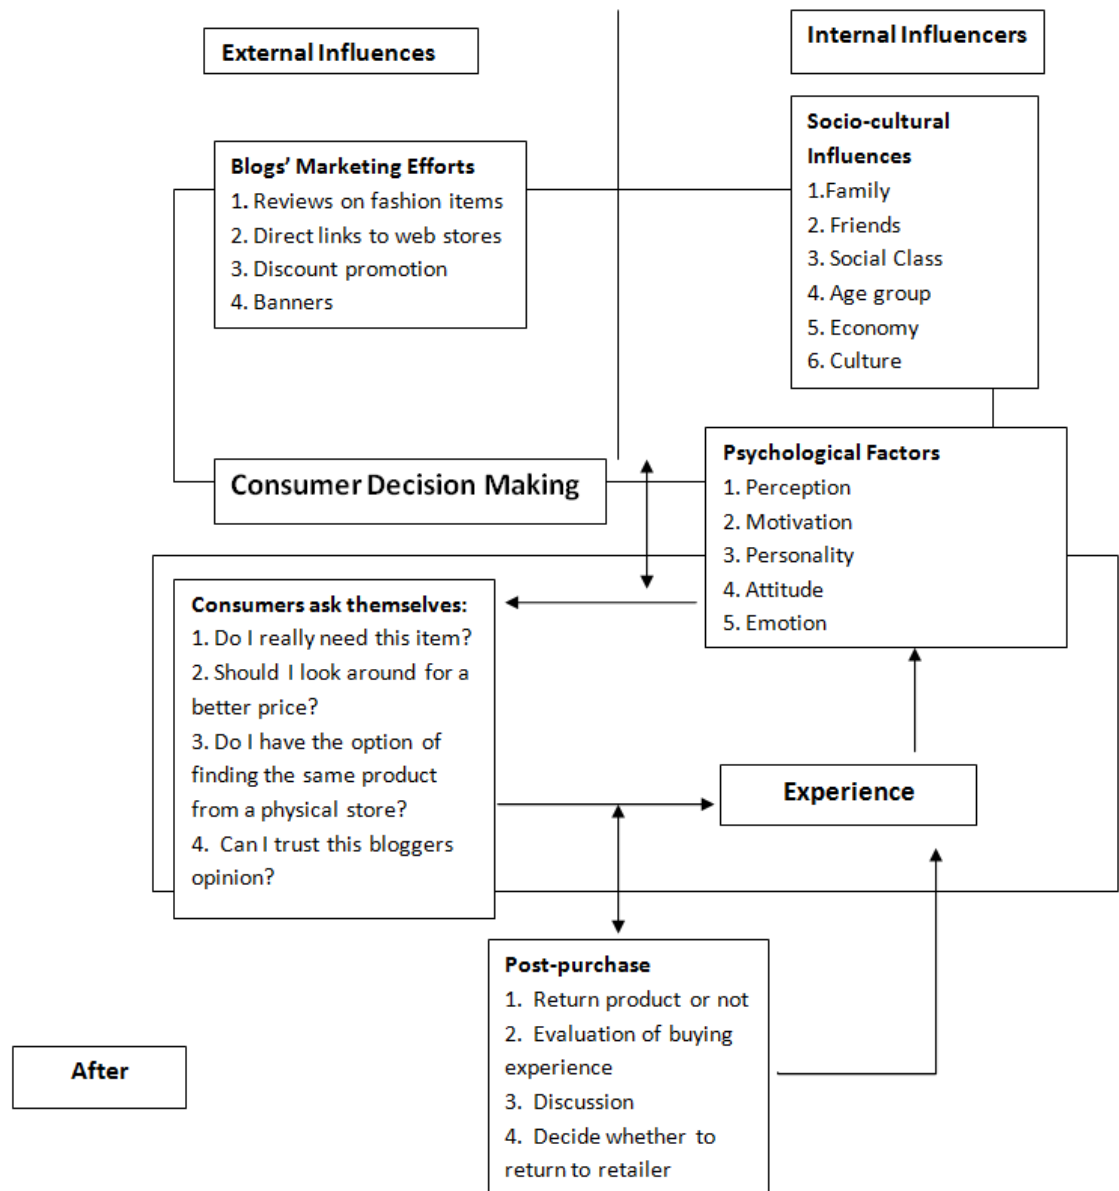 External Influences
Internal Influencers
Blogs' Marketing Efforts
1. Reviews on fashion items
2. Direct links to web stores
3. Discount promotion
4. Banners
Socio-cultural
Influences
1.Family
2. Friends
3. Social Class
4. Age group
5. Economy
6. Culture
Consumer Decision Making
Psychological Factors
1. Perception
2. Motivation
3. Personality
4. Attitude
5. Emotion
Consumers ask themselves:
1. Do I really need this item?
2. Should I look around for a
better price?
3. Do I have the option of
finding the same product
from a physical store?
4. Can I trust this bloggers
opinion?
Experience
Post-purchase
1. Return product or not
2. Evaluation of buying
experience
3. Discussion
4. Decide whether to
return to retailer
After